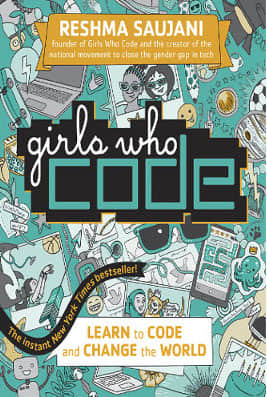 RESHMA SAUJANI
Founder of Girls Who Code and the creator of the
national movement to close the gender gap in tech
girls who
CODE
The instant New York Times bestseller!
LEARN to CODE
and CHANGE the WORLD